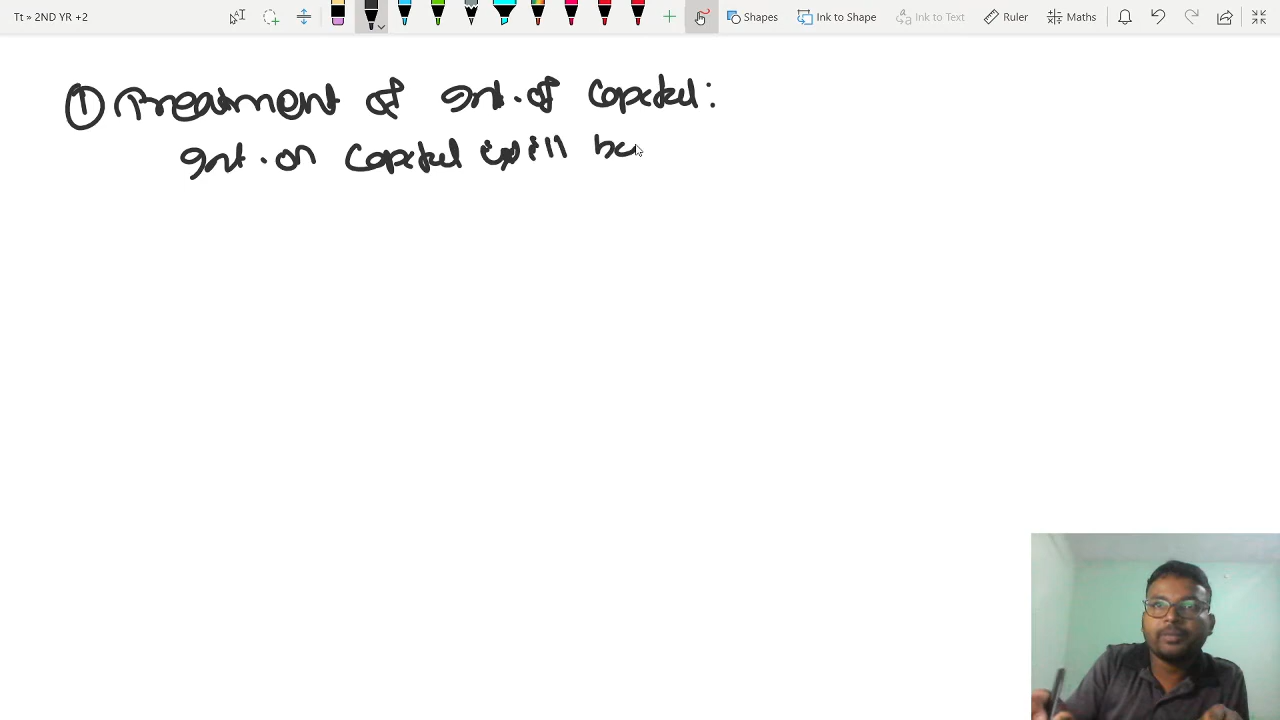 Tt » 2ND YR +2
Shapes
Ink to Shape
Ink to Text
Ruler
Maths
① Treatment of Int. of Capital:
Int. on Capital will be